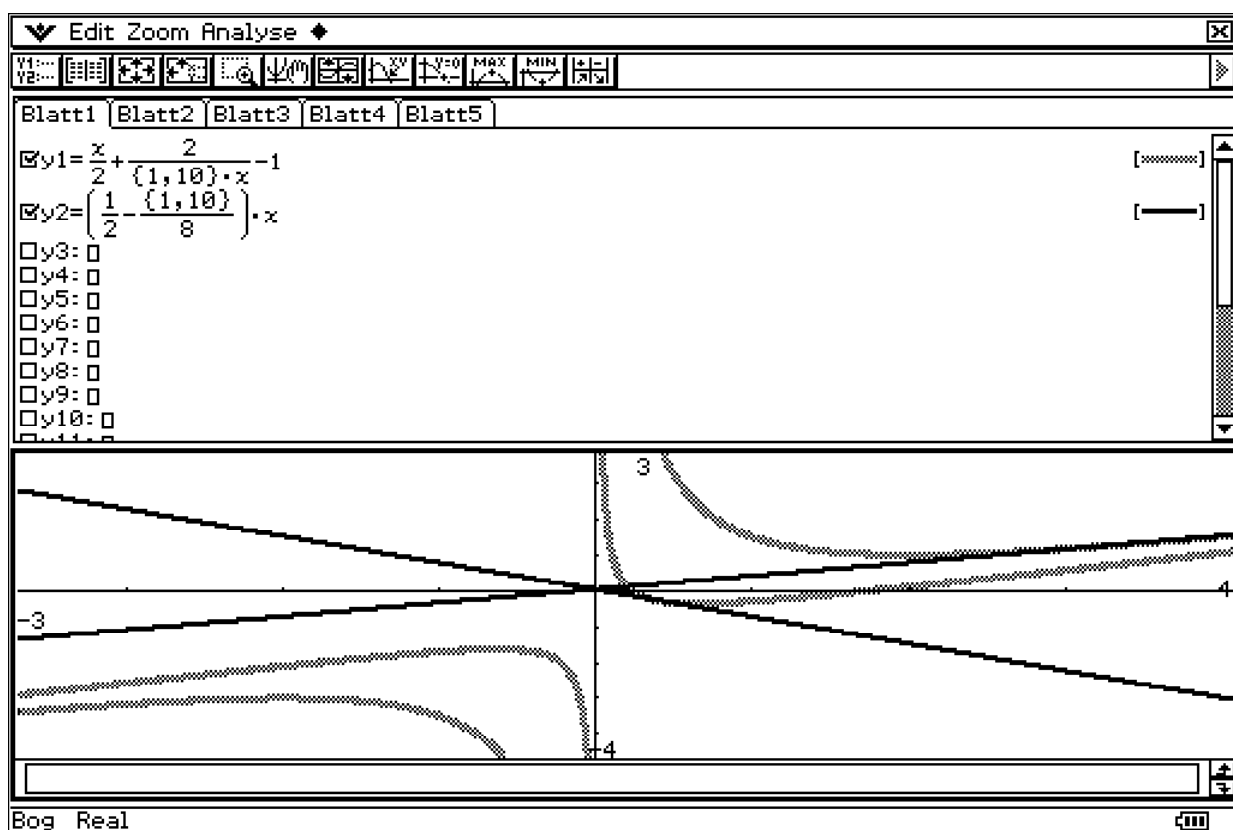 Edit Zoom Analyse
Blatt1 Blatt2 Blatt3 Blatt4 Blatt5
y1=x/2+2/({1,10}·x)-1
y2=(1/2-{1,10}/8)·x
y3:
y4:
y5:
y6:
y7:
y8:
y9:
y10:
y11:
3
4
-3
-4
Bog Real